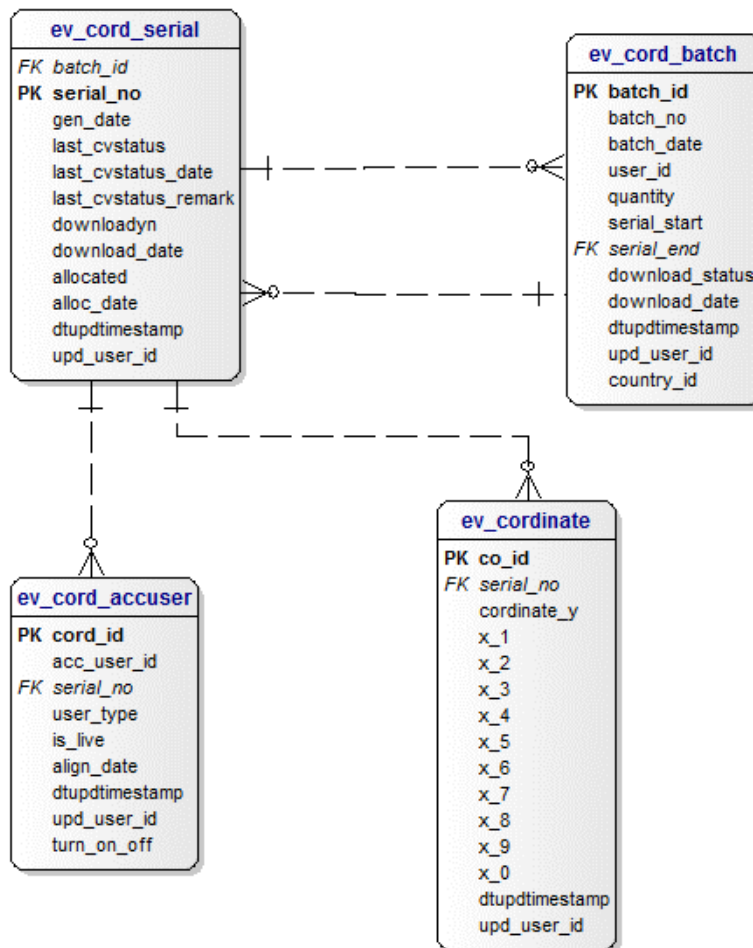 ev_cord_serial
FK batch_id
PK serial_no
gen_date
last_cvstatus
last_cvstatus_date
last_cvstatus_remark
downloadyn
download_date
allocated
alloc_date
dtupdtimestamp
upd_user_id
ev_cord_batch
PK batch_id
batch_no
batch_date
user_id
quantity
serial_start
FK serial_end
download_status
download_date
dtupdtimestamp
upd_user_id
country_id
ev_cord_accuser
PK cord_id
acc_user_id
FK serial_no
user_type
is_live
align_date
dtupdtimestamp
upd_user_id
turn_on_off
ev_cordinate
PK co_id
FK serial_no
cordinate_y
x_1
x_2
x_3
x_4
x_5
x_6
x_7
x_8
x_9
x_0
dtupdtimestamp
upd_user_id